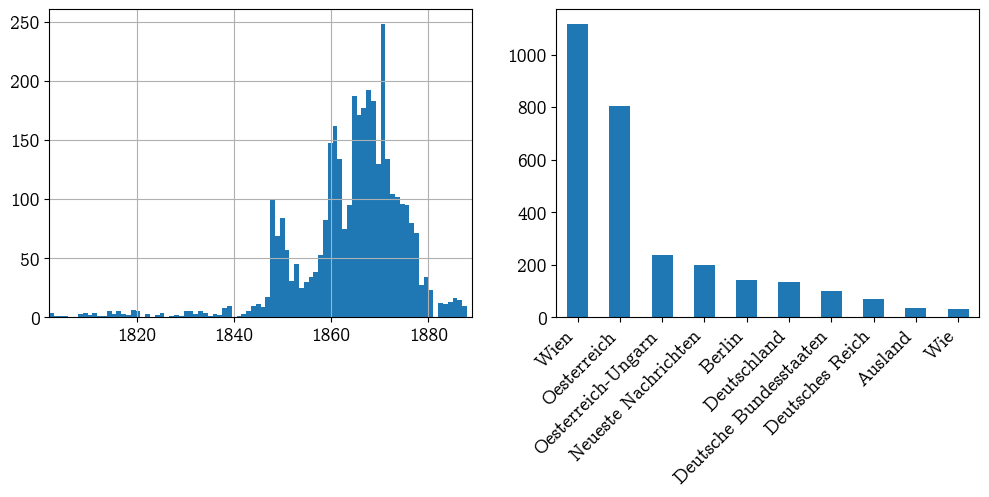 250
200
150
100
50
0
1820 1840 1860 1880
1000
800
600
400
200
0
Wien
Oesterreich
Oesterreich-Ungarn
Neueste Nachrichten
Berlin
Deutschland
Deutsche Bundesstaaten
Deutsches Reich
Ausland
Wie